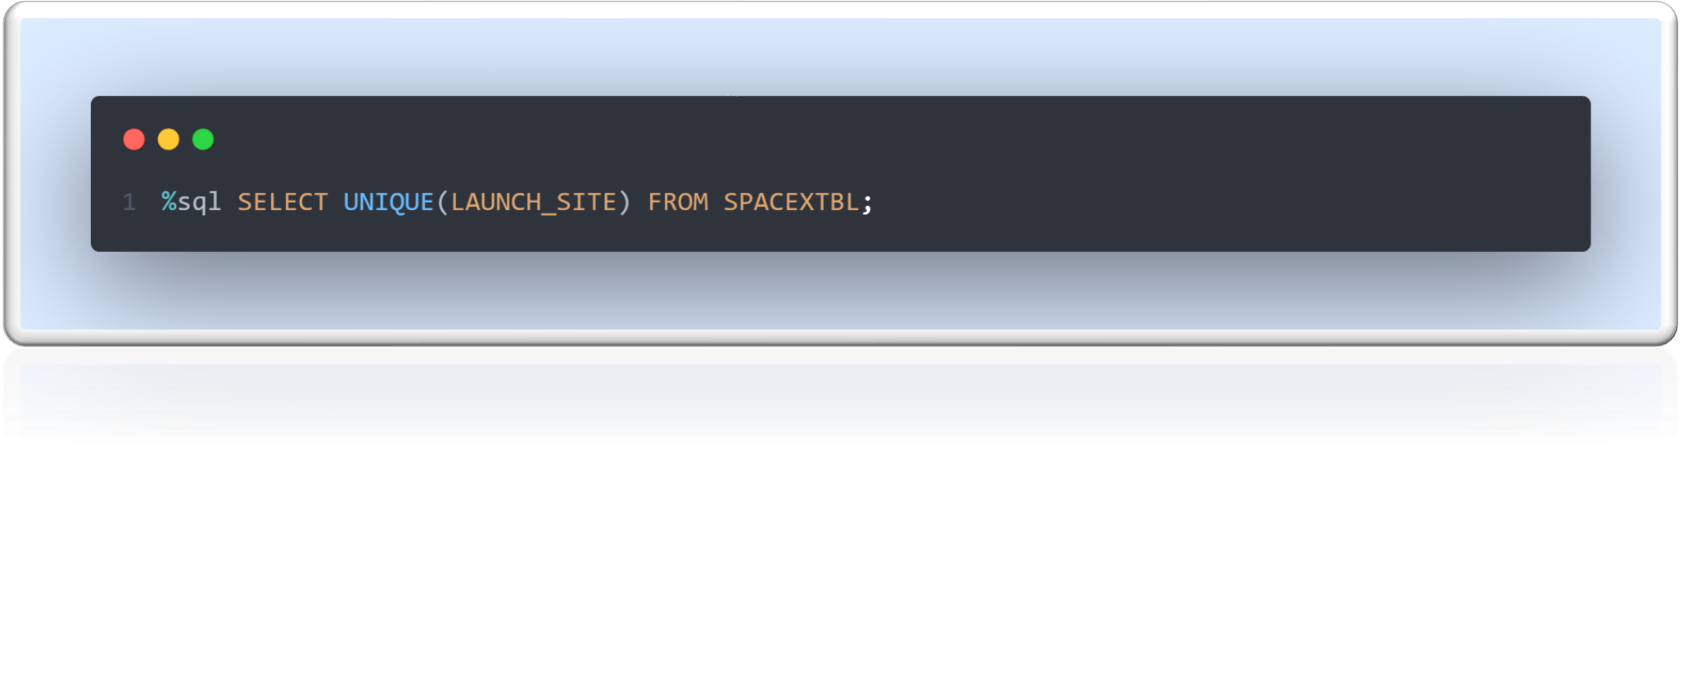 1 %sql SELECT UNIQUE(LAUNCH_SITE) FROM SPACEXTBL;